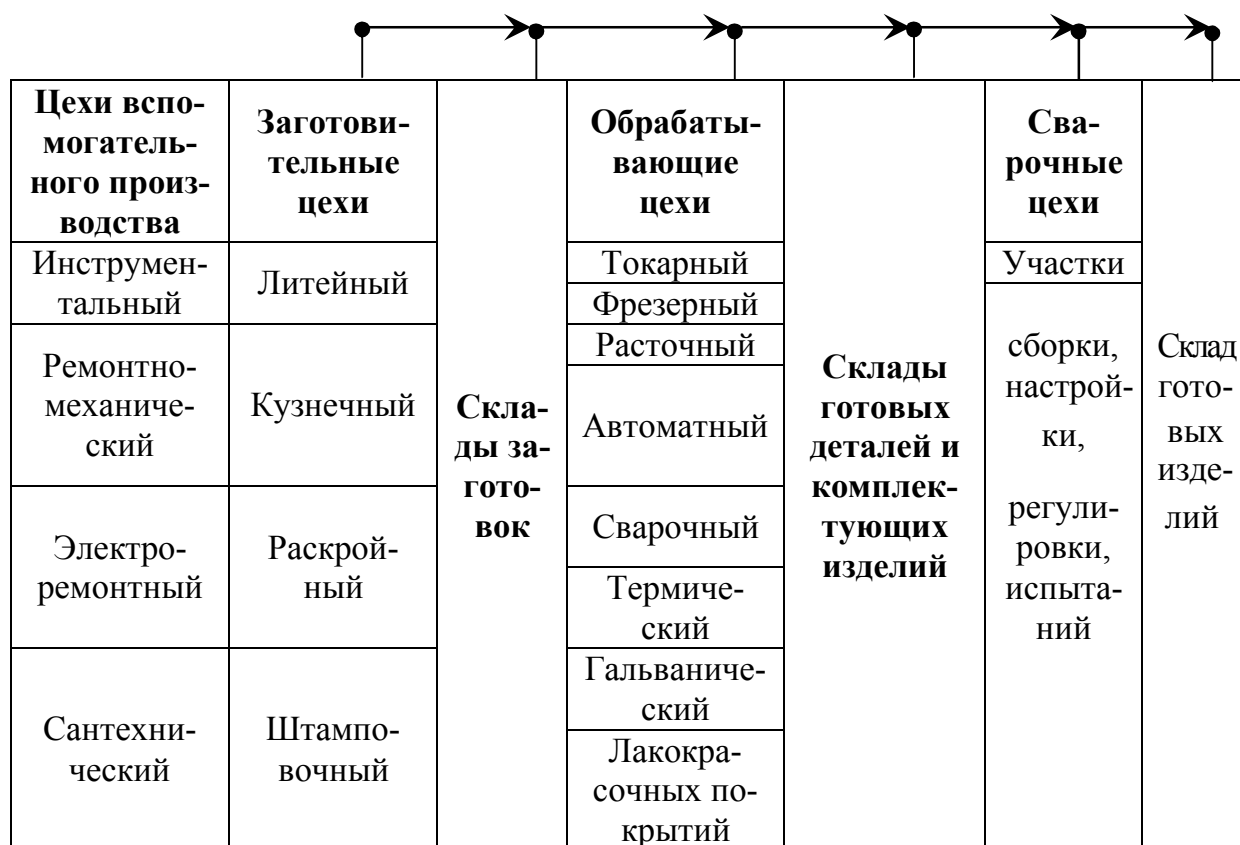 Цехи вспо-
могатель-
ного произ-
водства
Инструмен-
тальный
Ремонтно-
механиче-
ский
Электро-
ремонтный
Сантехни-
ческий
Заготови-
тельные
цехи
Литейный
Кузнечный
Раскрой-
ный
Штампо-
вочный
Скла-
ды за-
гото-
вок
Обрабаты-
вающие
цехи
Токарный
Фрезерный
Расточный
Автоматный
Сварочный
Термиче-
ский
Гальваниче-
ский
Лакокра-
сочных по-
крытий
Склады
готовых
деталей и
комплек-
тующих
изделий
Сва-
рочные
цехи
Участки
сборки,
настрой-
ки,
регули-
ровки,
испыта-
ний
Склад
гото-
вых
изде-
лий